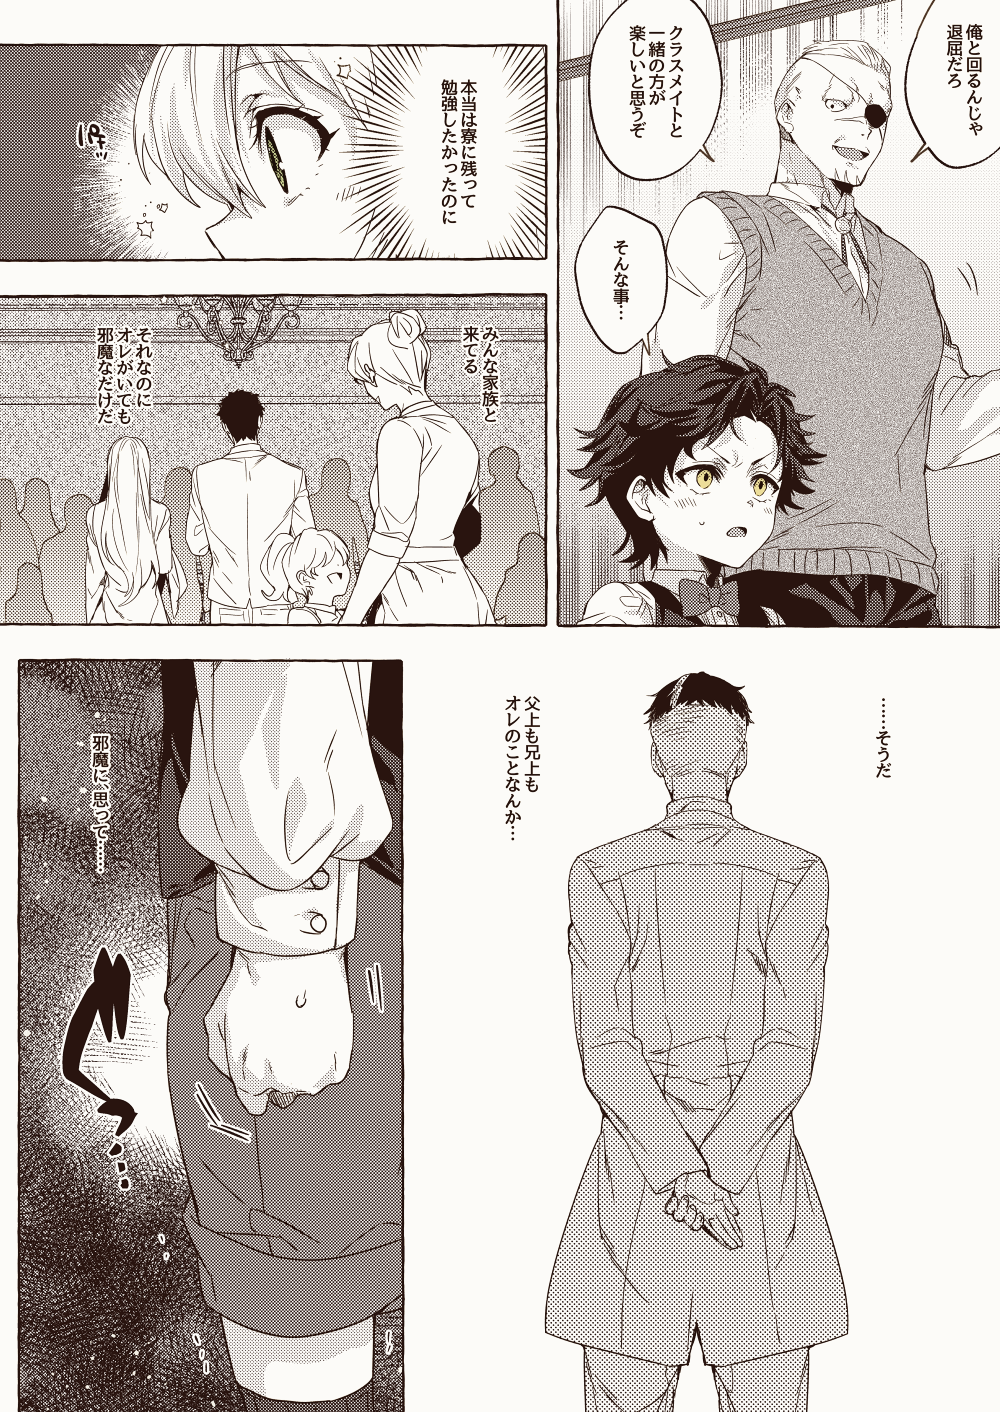 俺と回るんじゃ
退屈だろ
クラスメイトと
一緒の方が
楽しいと思うぞ
そんな事…
本当は寮に残って
勉強したかったのに
パチッ
みんな家族と
来てる
それなのに
オレがいても
邪魔なだけだ
……そうだ
父上も兄上も
オレのことなんか…
邪魔に、思って……